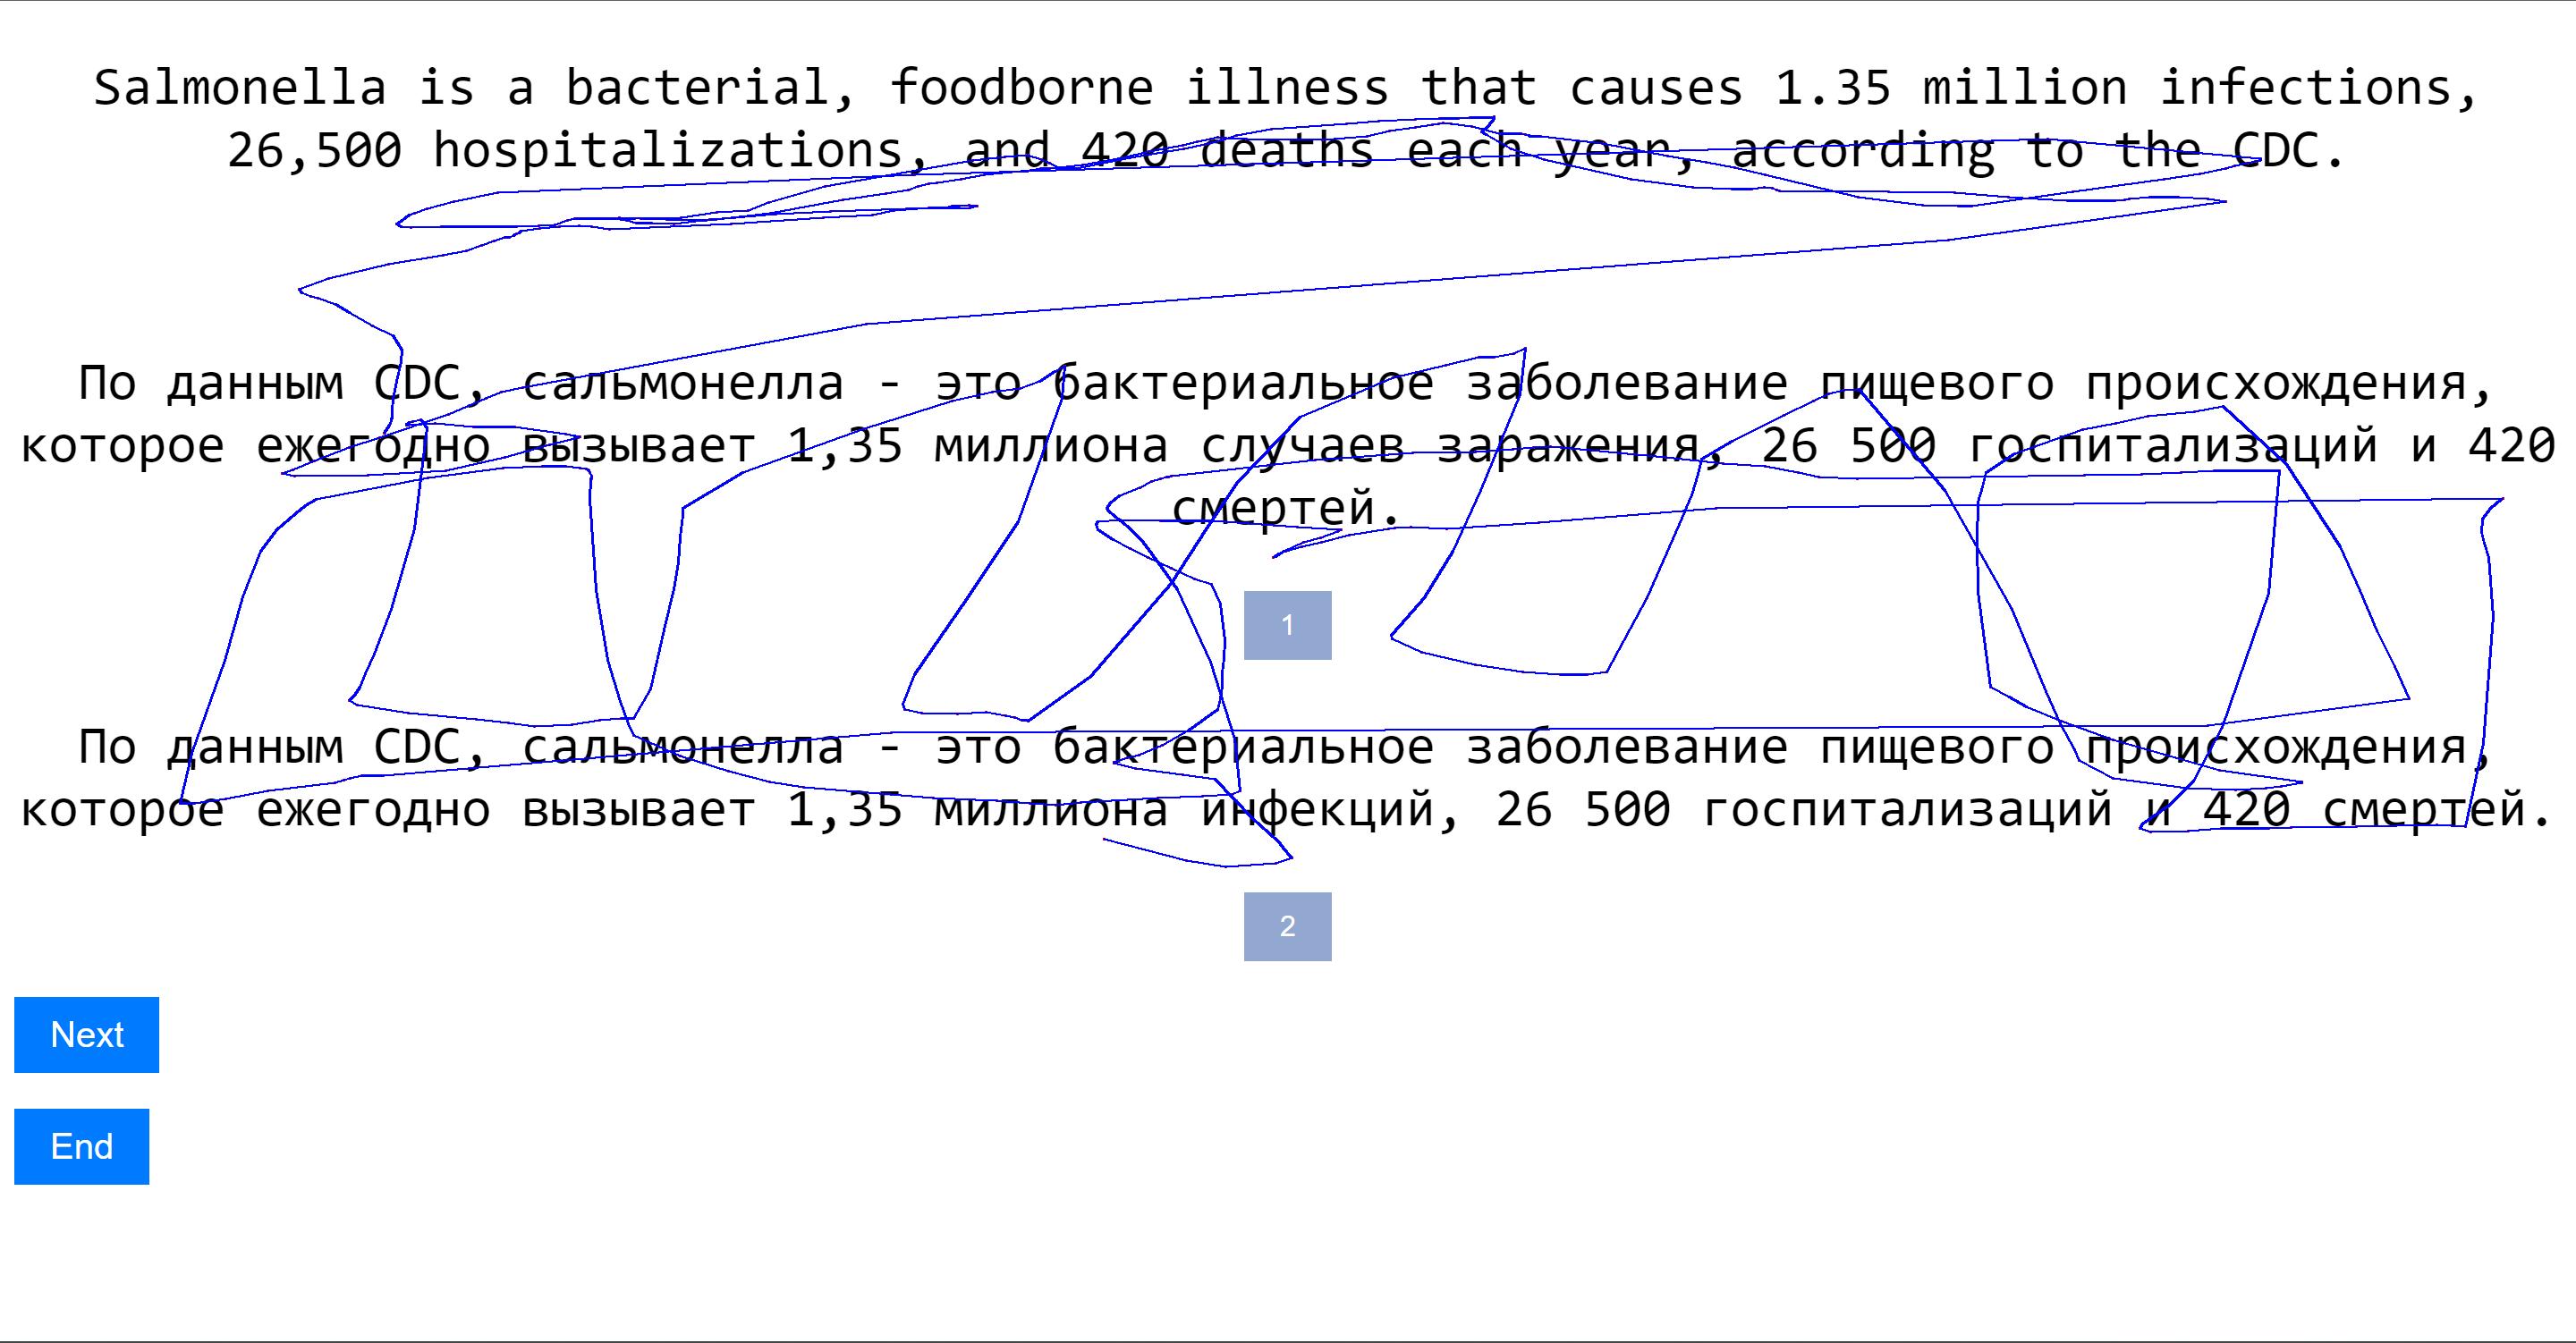 Salmonella is a bacterial, foodborne illness that causes 1.35 million infections,
26,500 hospitalizations, and 420 deaths each year, according to the CDC.
По данным CDC, сальмонелла - это бактериальное заболевание пищевого происхождения,
которое ежегодно вызывает 1,35 миллиона случаев заражения, 26 500 госпитализаций и 420
смертей.
1
По данным CDC, сальмонелла - это бактериальное заболевание пищевого происхождения,
которое ежегодно вызывает 1,35 миллиона инфекций, 26 500 госпитализаций и 420 смертей.
2
Next
End